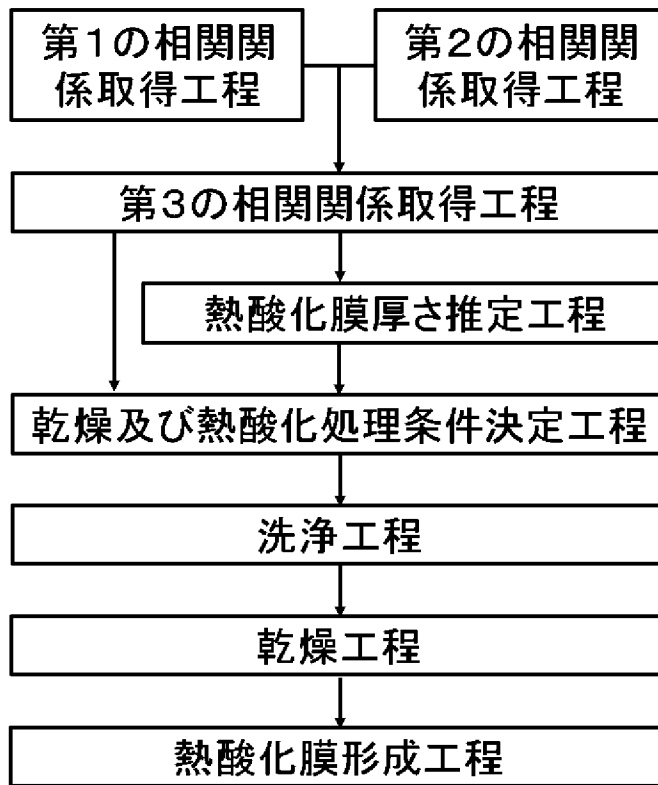 第1の相関関
係取得工程
第2の相関関
係取得工程
第3の相関関係取得工程
熱酸化膜厚さ推定工程
乾燥及び熱酸化処理条件決定工程
洗浄工程
乾燥工程
熱酸化膜形成工程